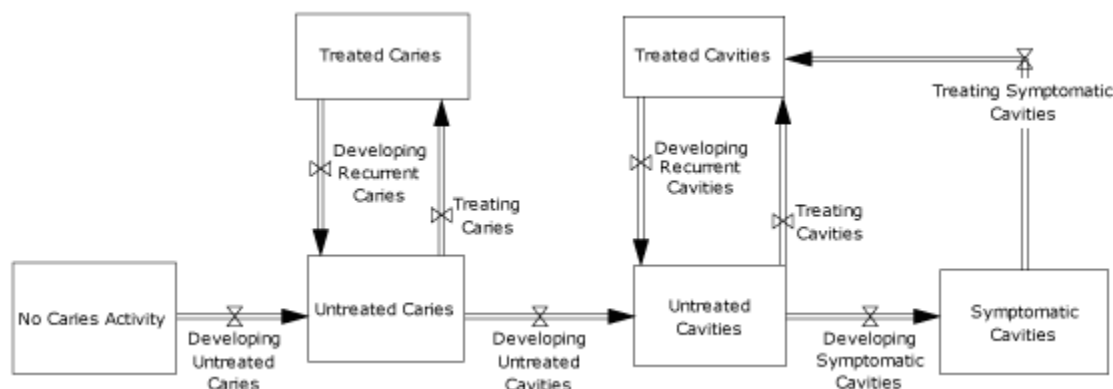 Treated Caries
Treated Cavities
Treating Symptomatic
Cavities
Developing
Recurrent
Caries
Treating
Caries
Developing
Recurrent
Cavities
Treating
Cavities
No Caries Activity
Developing
Untreated
Caries
Untreated Caries
Developing
Untreated
Cavities
Untreated
Cavities
Developing
Symptomatic
Cavities
Symptomatic
Cavities